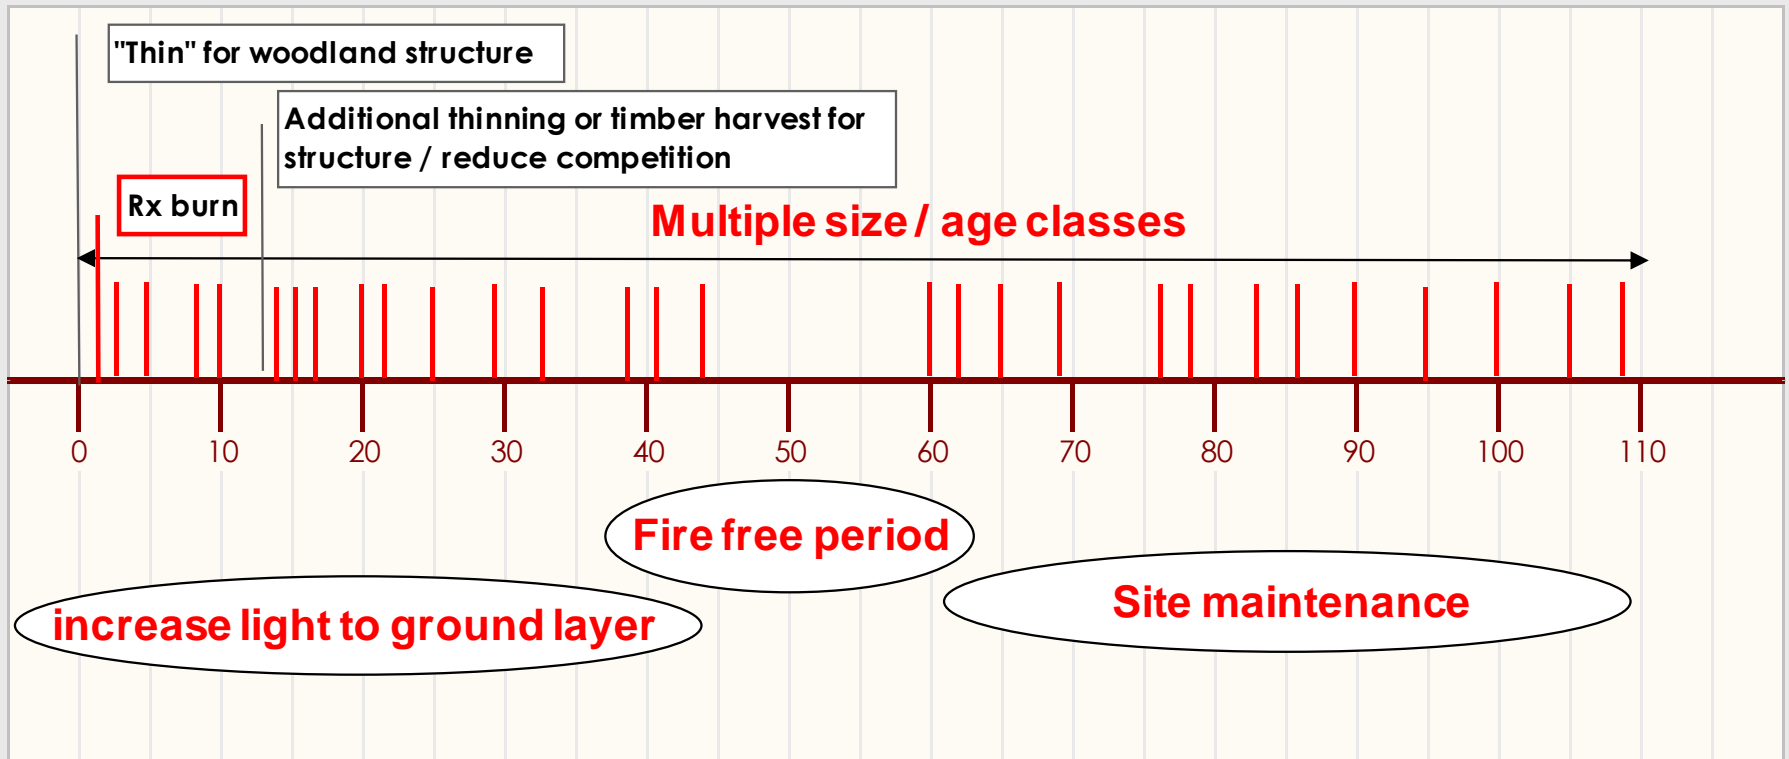 "Thin" for woodland structure
Additional thinning or timber harvest for
structure / reduce competition
Rx burn
Multiple size / age classes
0 10 20 30 40 50 60 70 80 90 100 110
Fire free period
Site maintenance
increase light to ground layer